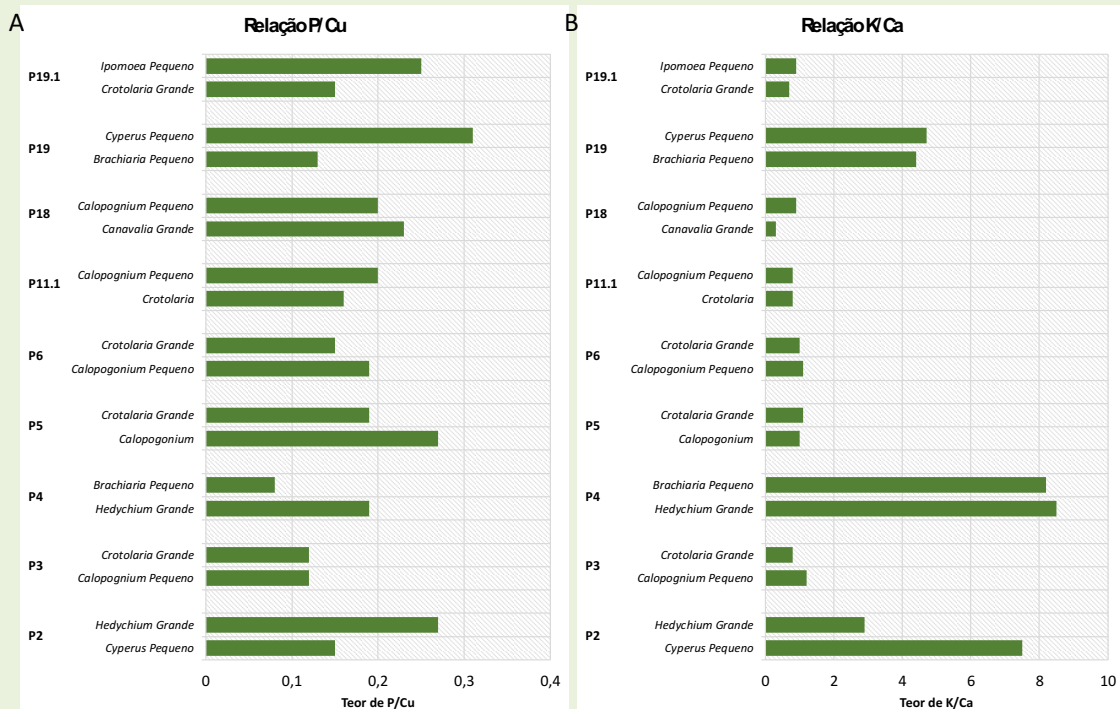 A
Relação P/Cu
P19.1
Ipomoea Pequeno
Crotolaria Grande
P19
Cyperus Pequeno
Brachiaria Pequeno
P18
Calopognium Pequeno
Canavalia Grande
P11.1
Calopognium Pequeno
Crotolaria
P6
Crotolaria Grande
Calopogonium Pequeno
P5
Crotalaria Grande
Calopogonium
P4
Brachiaria Pequeno
Hedychium Grande
P3
Crotolaria Grande
Calopognium Pequeno
P2
Hedychium Grande
Cyperus Pequeno
0 0,1 0,2 0,3 0,4
Teor de P/Cu
B
Relação K/Ca
P19.1
Ipomoea Pequeno
Crotolaria Grande
P19
Cyperus Pequeno
Brachiaria Pequeno
P18
Calopognium Pequeno
Canavalia Grande
P11.1
Calopognium Pequeno
Crotolaria
P6
Crotolaria Grande
Calopogonium Pequeno
P5
Crotalaria Grande
Calopogonium
P4
Brachiaria Pequeno
Hedychium Grande
P3
Crotolaria Grande
Calopognium Pequeno
P2
Hedychium Grande
Cyperus Pequeno
0 2 4 6 8 10
Teor de K/Ca